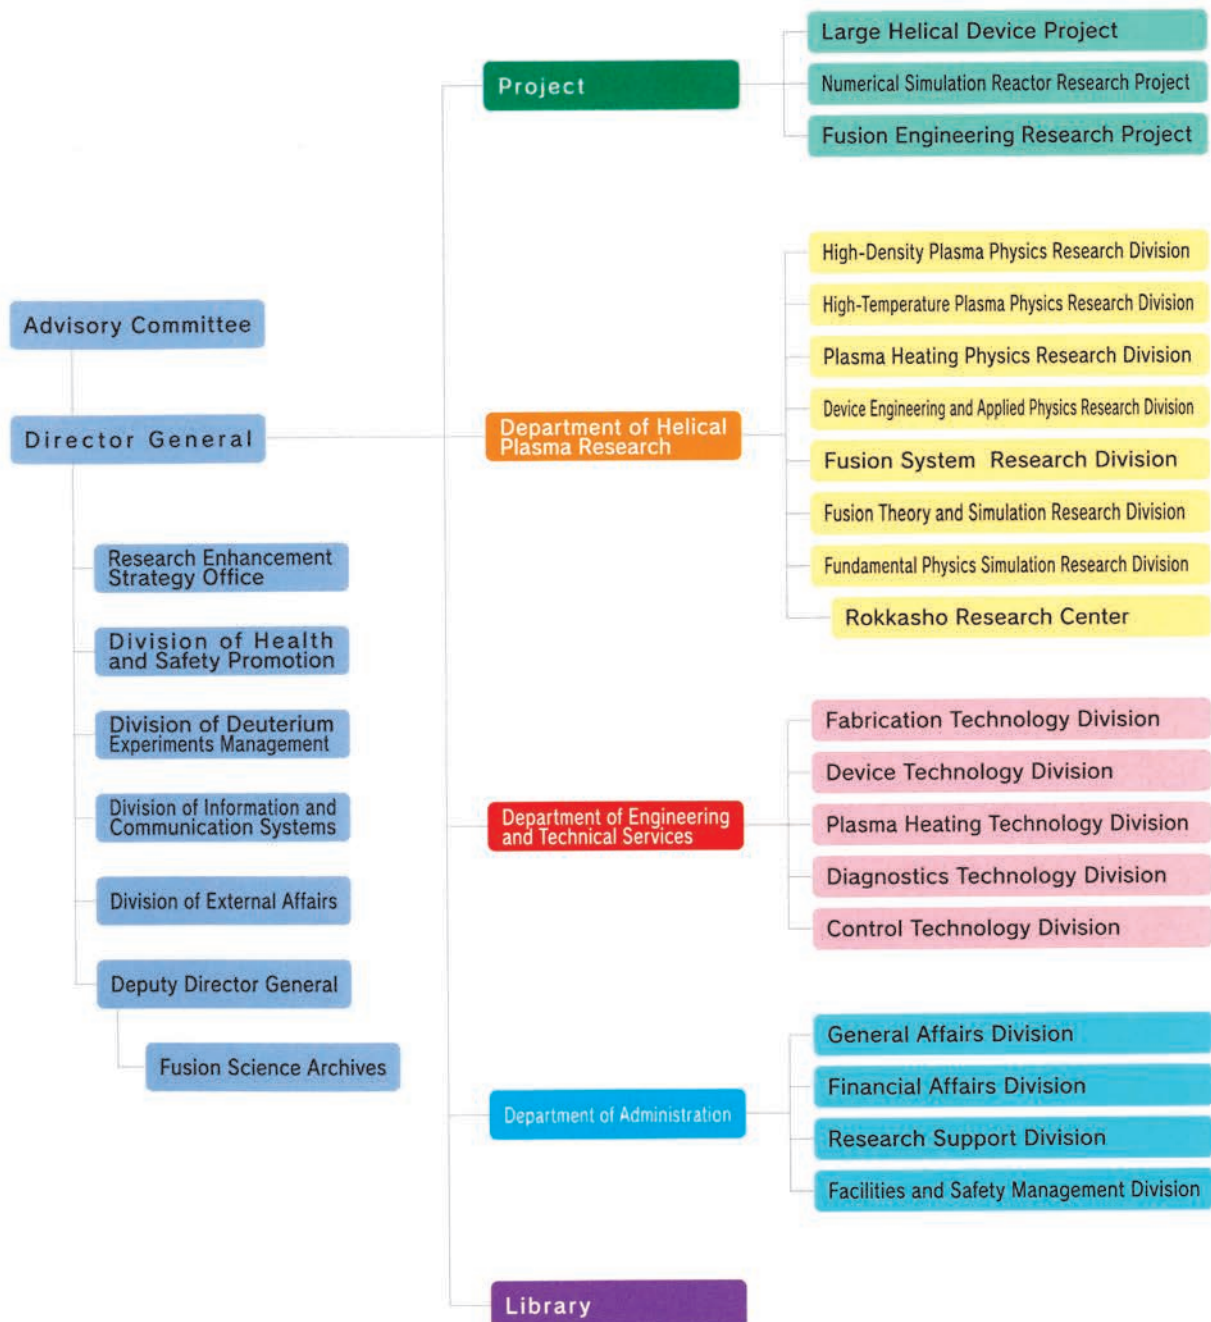 Project
Large Helical Device Project
Numerical Simulation Reactor Research Project
Fusion Engineering Research Project
Advisory Committee
Director General
Research Enhancement
Strategy Office
Division of Health
and Safety Promotion
Division of Deuterium
Experiments Management
Division of Information and
Communication Systems
Division of External Affairs
Deputy Director General
Fusion Science Archives
Department of Helical
Plasma Research
High-Density Plasma Physics Research Division
High-Temperature Plasma Physics Research Division
Plasma Heating Physics Research Division
Device Engineering and Applied Physics Research Division
Fusion System Research Division
Fusion Theory and Simulation Research Division
Fundamental Physics Simulation Research Division
Rokkasho Research Center
Department of Engineering
and Technical Services
Fabrication Technology Division
Device Technology Division
Plasma Heating Technology Division
Diagnostics Technology Division
Control Technology Division
Department of Administration
General Affairs Division
Financial Affairs Division
Research Support Division
Facilities and Safety Management Division
Library